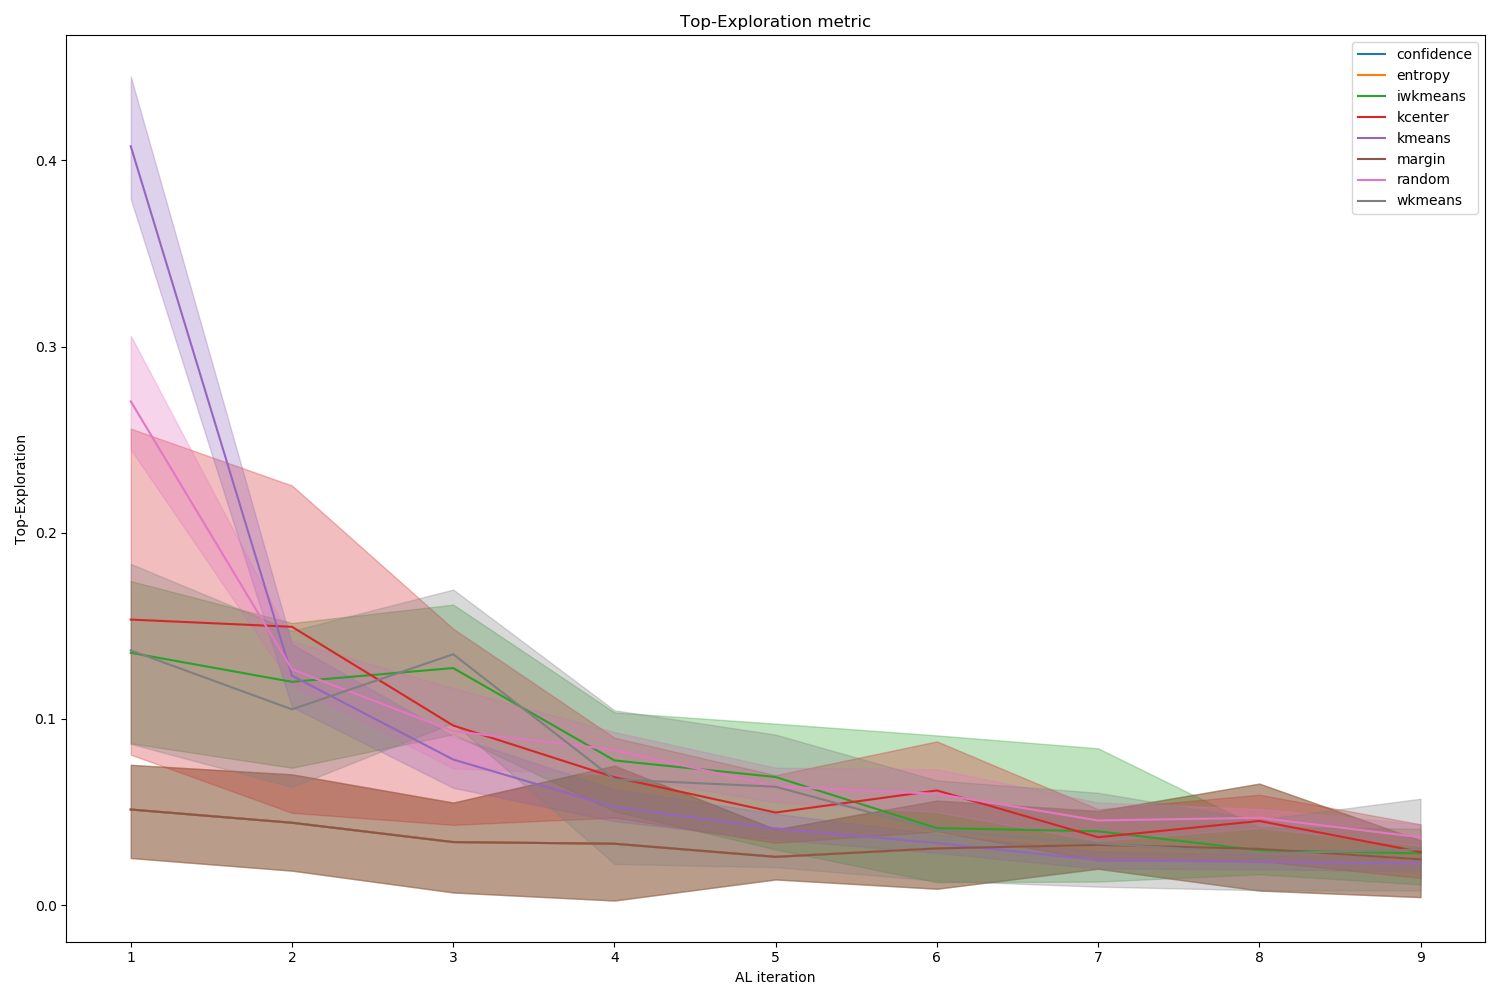 Top-Exploration metric
confidence
entropy
iwkmeans
kcenter
kmeans
margin
random
wkmeans
Top-Exploration
0.4
0.3
0.2
0.1
0.0
1 2 3 4 5 6 7 8 9
AL iteration